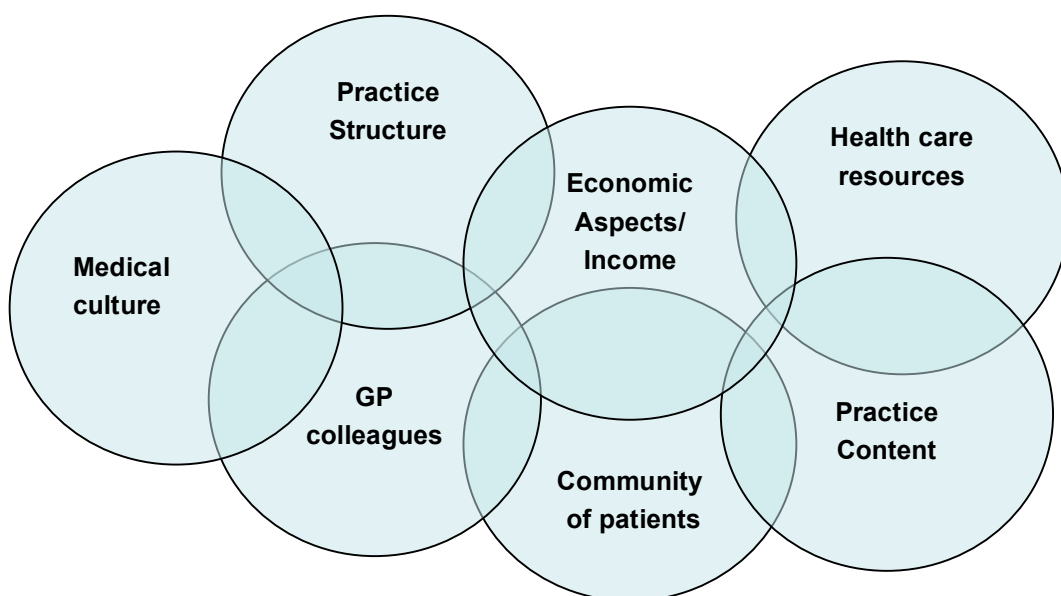 Practice
Structure
Health care
resources
Economic
Aspects/
Income
Medical
culture
GP
colleagues
Practice
Content
Community
of patients